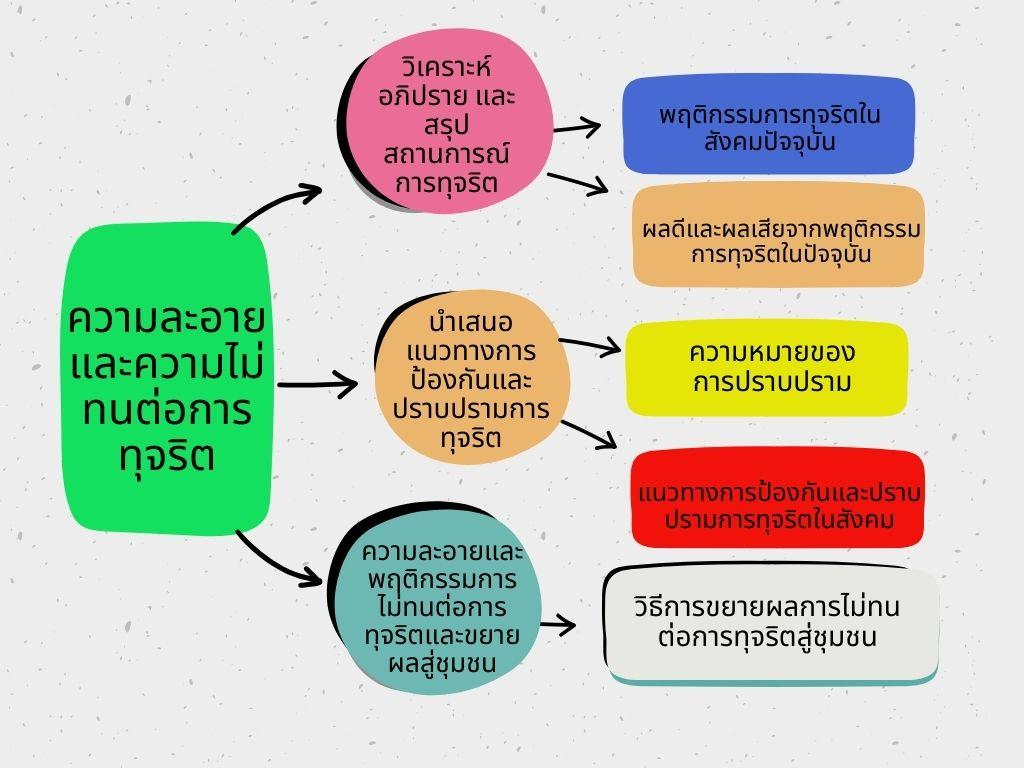 วิเคราะห์
อภิปราย และ
สรุป
สถานการณ์
การทุจริต
พฤติกรรมการทุจริตใน
สังคมปัจจุบัน
ผลดีและผลเสียจากพฤติกรรม
การทุจริตในปัจจุบัน
ความละอาย
และความไม่
ทนต่อการ
ทุจริต
นำเสนอ
แนวทางการ
ป้องกันและ
ปราบปรามการ
ทุจริต
ความหมายของ
การปราบปราม
แนวทางการป้องกันและปราบ
ปรามการทุจริตในสังคม
ความละอายและ
พฤติกรรมการ
ไม่ทนต่อการ
ทุจริตและขยาย
ผลสู่ชุมชน
วิธีการขยายผลการไม่ทน
ต่อการทุจริตสู่ชุมชน